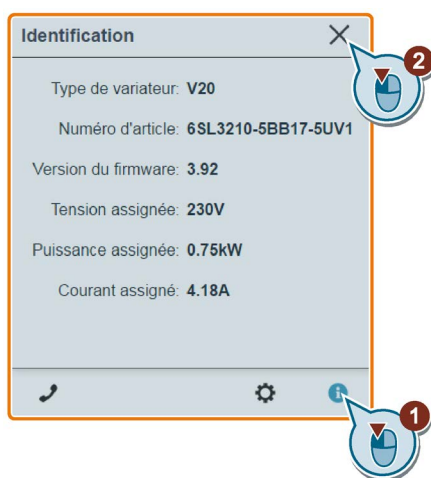 Identification
2
Type de variateur: V20
Numéro d'article: 6SL3210-5BB17-5UV1
Version du firmware: 3.92
Tension assignée: 230V
Puissance assignée: 0.75kW
Courant assigné: 4.18A
i
1